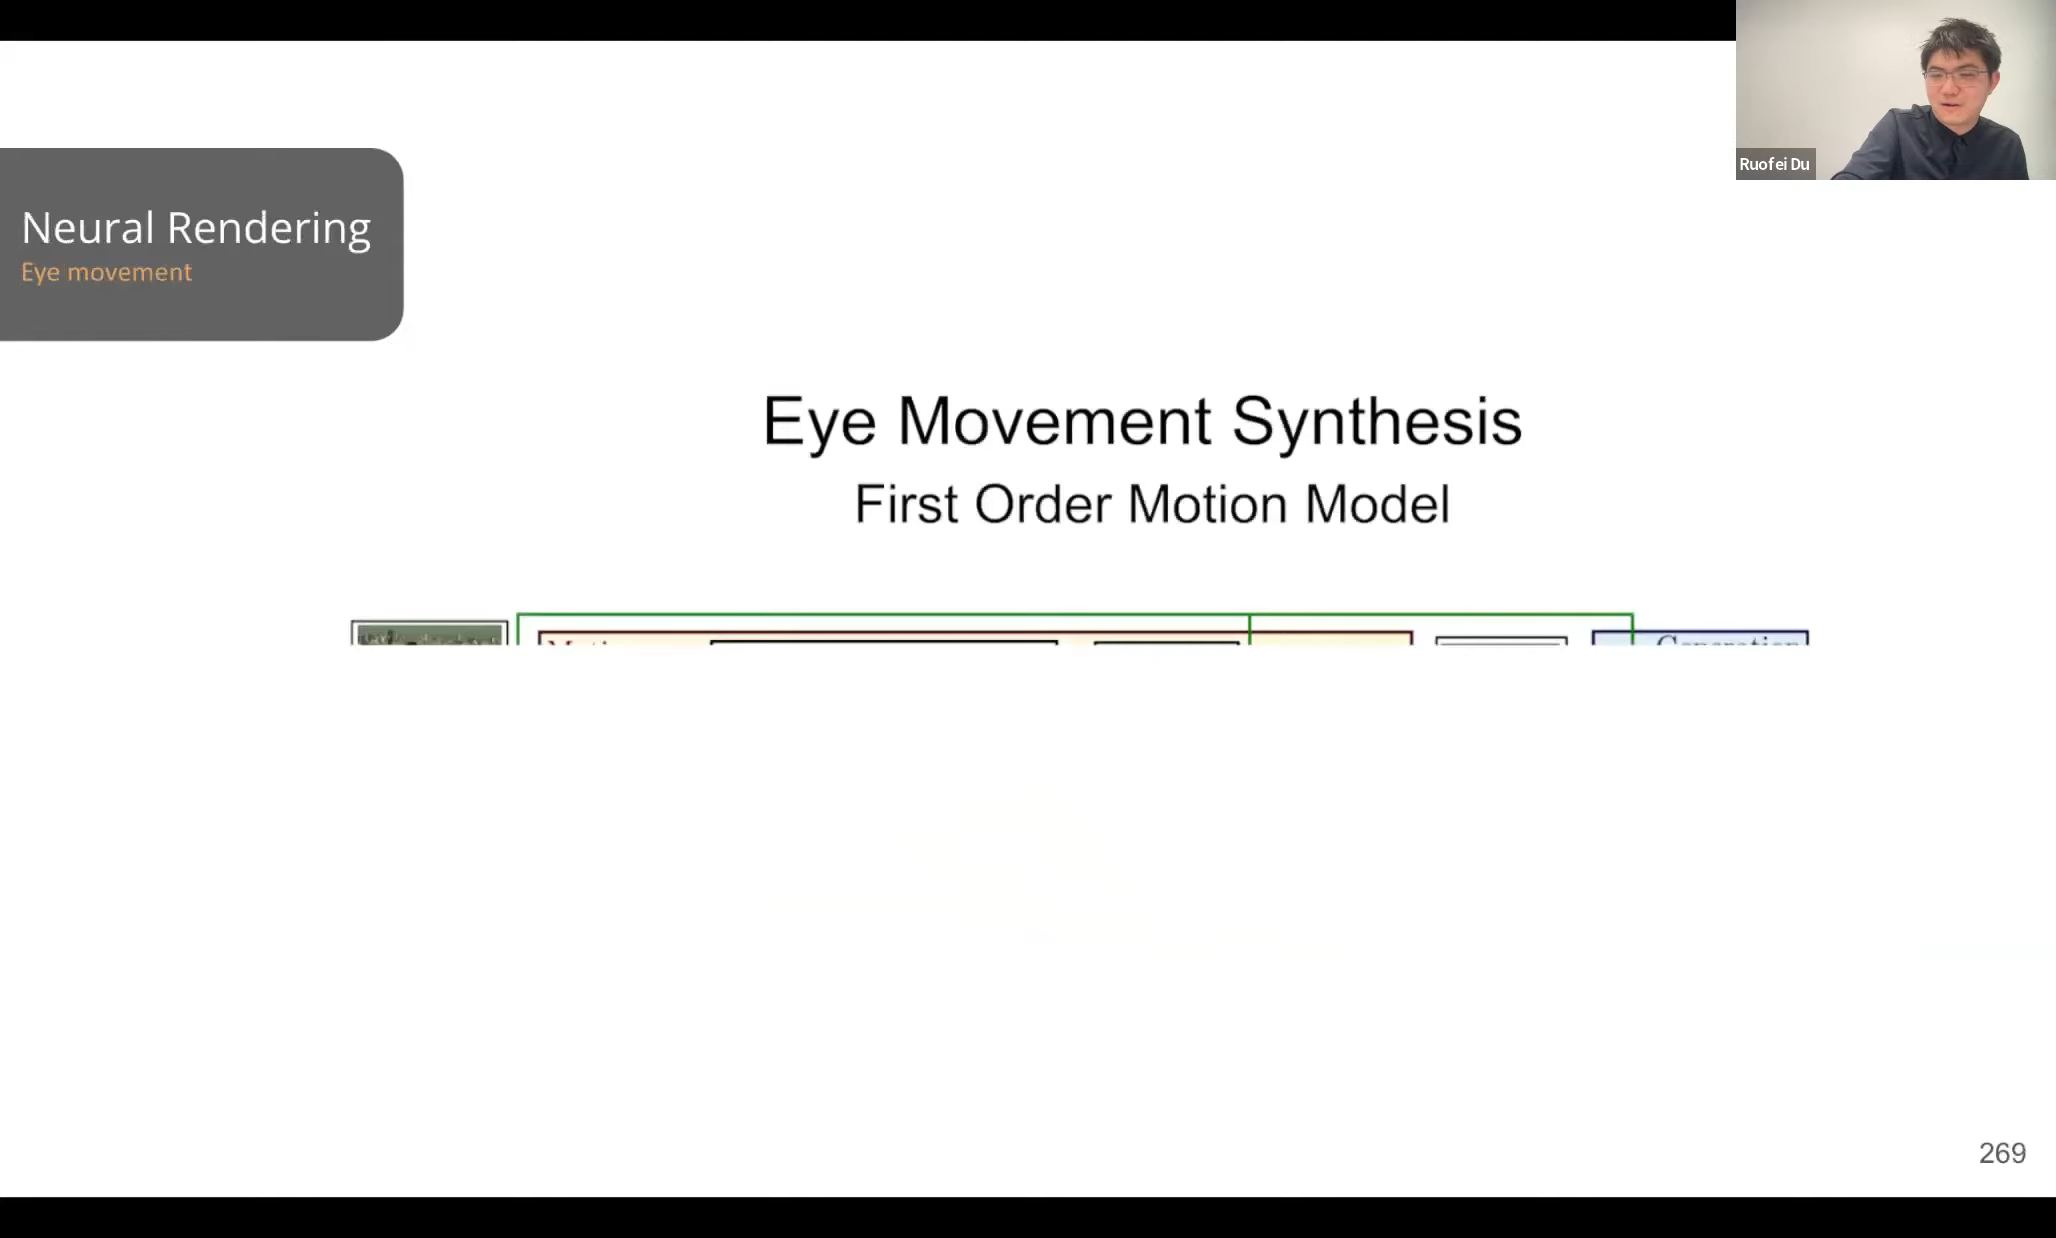 Ruofei Du
Neural Rendering
Eye movement
Eye Movement Synthesis
First Order Motion Model
269